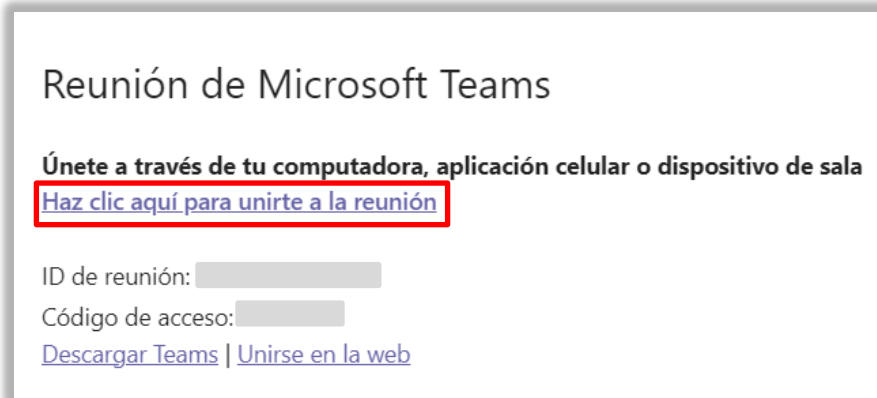 Reunión de Microsoft Teams
Únete a través de tu computadora, aplicación celular o dispositivo de sala
Haz clic aquí para unirte a la reunión
ID de reunión:
Código de acceso:
Descargar Teams | Unirse en la web